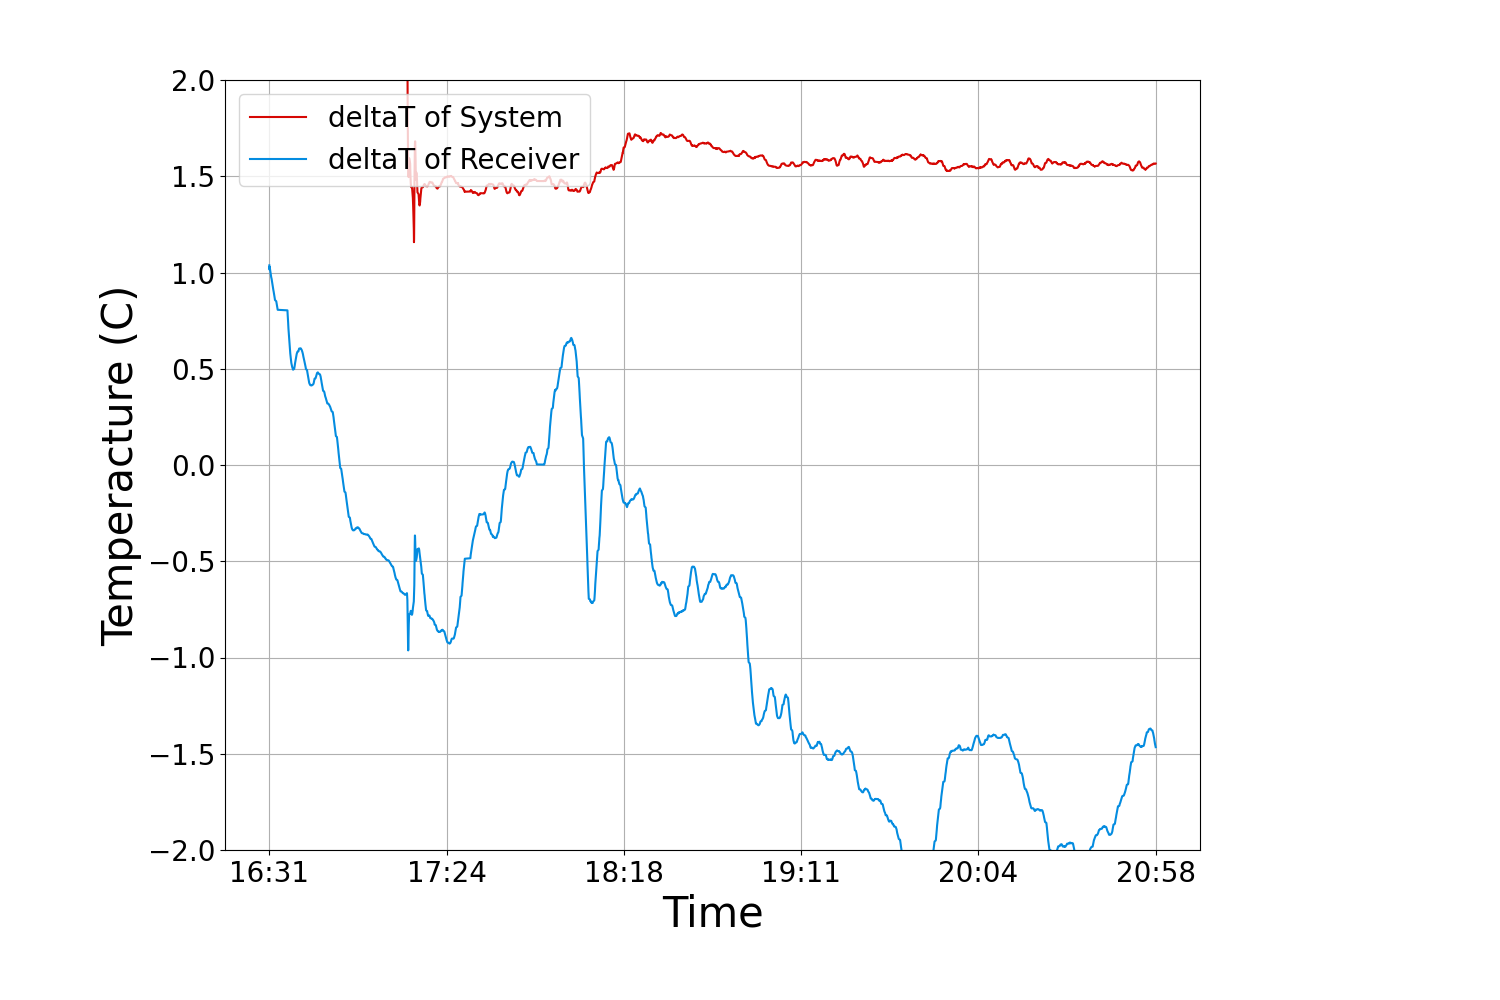 2.0
deltaT of System
deltaT of Receiver
1.5
1.0
0.5
0.0
−0.5
−1.0
−1.5
−2.0
Temperacture (C)
16:31 17:24 18:18 19:11 20:04 20:58
Time